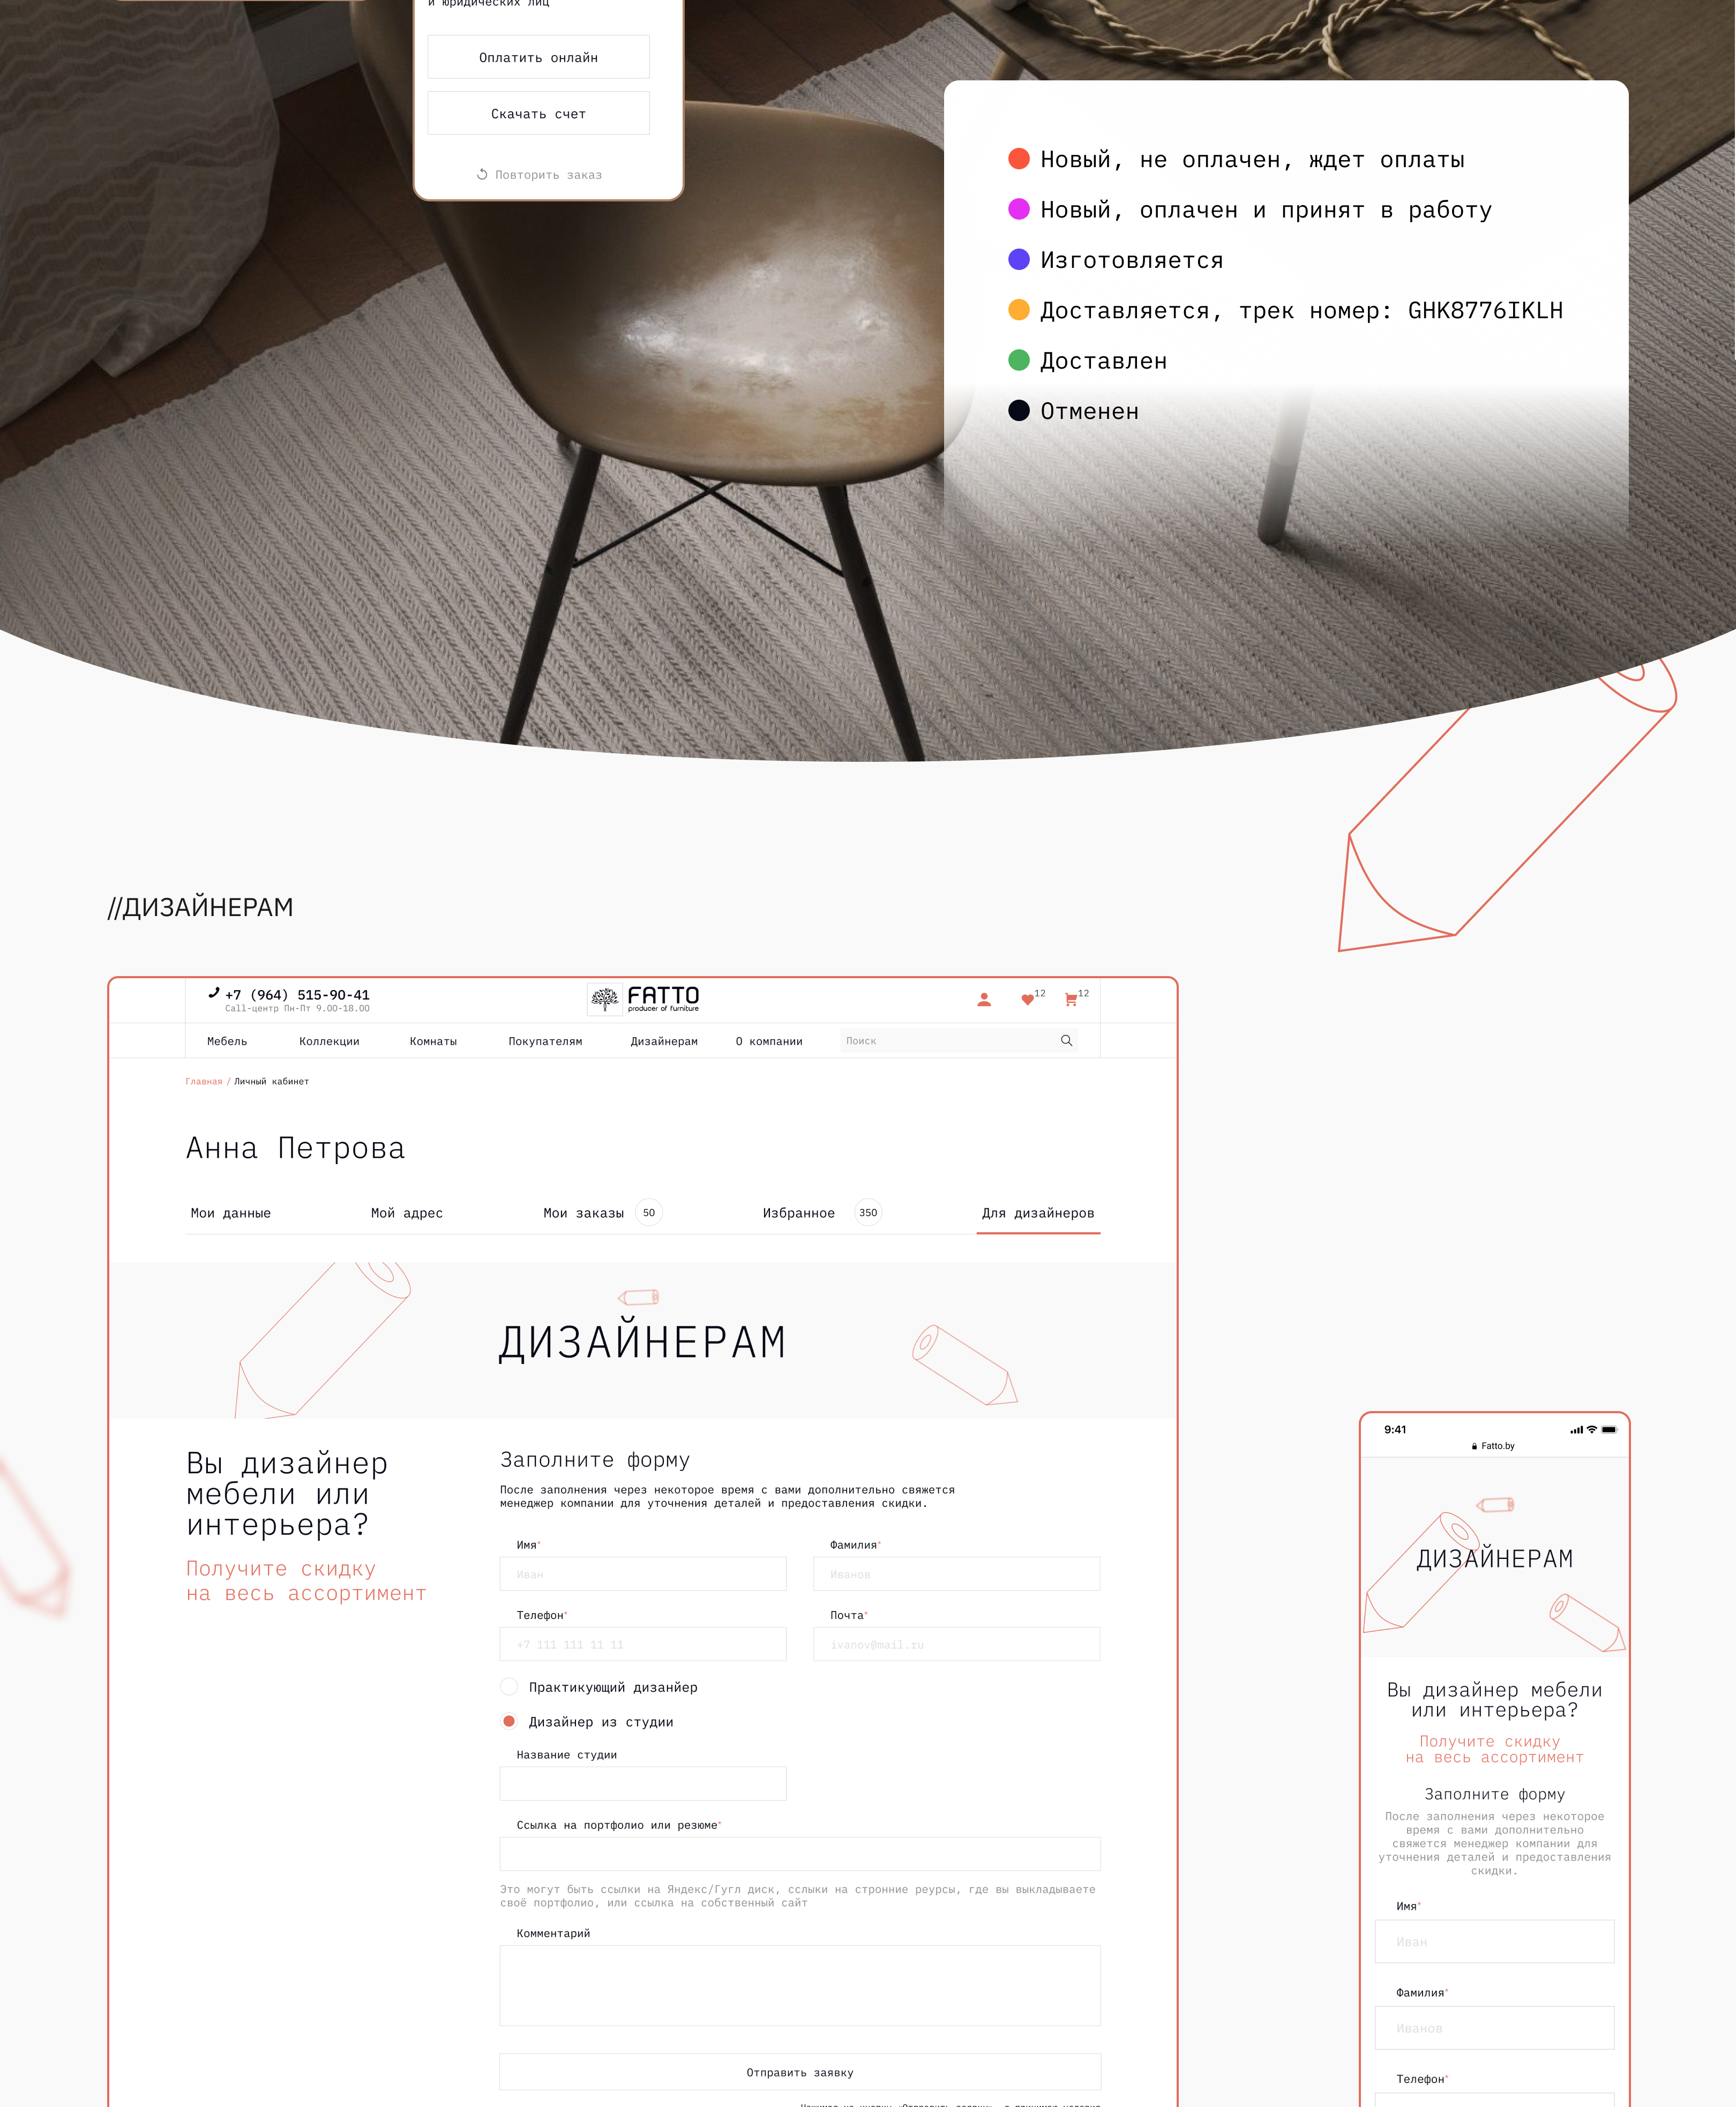 и юридических лиц
Оплатить онлайн
Скачать счет
Повторить заказ
Новый, не оплачен, ждет оплаты
Новый, оплачен и принят в работу
Изготовляется
Доставляется, трек номер: GHK8776IKLH
Доставлен
Отменен
//ДИЗАЙНЕРАМ
+7 (964) 515-90-41
Call-центр Пн-Пт 9.00-18.00
FATTO
producer of furniture
12
12
Мебель
Коллекции
Комнаты
Покупателям
Дизайнерам
О компании
Поиск
Главная / Личный кабинет
Анна Петрова
Мои данные
Мой адрес
Мои заказы 50
Избранное 350
Для дизайнеров
ДИЗАЙНЕРАМ
Вы дизайнер
мебели или
интерьера?
Получите скидку
на весь ассортимент
Заполните форму
После заполнения через некоторое время с вами дополнительно свяжется
менеджер компании для уточнения деталей и предоставления скидки.
Имя*
Иван
Фамилия*
Иванов
Телефон*
+7 111 111 11 11
Почта*
ivanov@mail.ru
Практикующий дизанйер
Дизайнер из студии
Название студии
Ссылка на портфолио или резюме*
Это могут быть ссылки на Яндекс/Гугл диск, сслыки на стронние реурсы, где вы выкладываете
своё портфолио, или ссылка на собственный сайт
Комментарий
Отправить заявку
9:41
Fatto.by
ДИЗАЙНЕРАМ
Вы дизайнер мебели
или интерьера?
Получите скидку
на весь ассортимент
Заполните форму
После заполнения через некоторое
время с вами дополнительно
свяжется менеджер компании для
уточнения деталей и предоставления
скидки.
Имя*
Иван
Фамилия*
Иванов
Телефон*